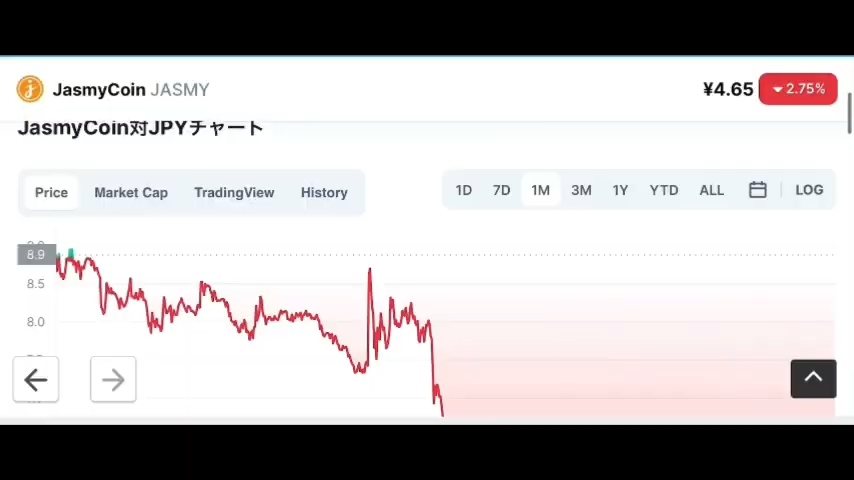 JasmyCoin JASMY
¥4.65 2.75%
JasmyCoin対JPYチャート
Price Market Cap TradingView History
1D 7D 1M 3M 1Y YTD ALL LOG
8.9
8.5
8.0